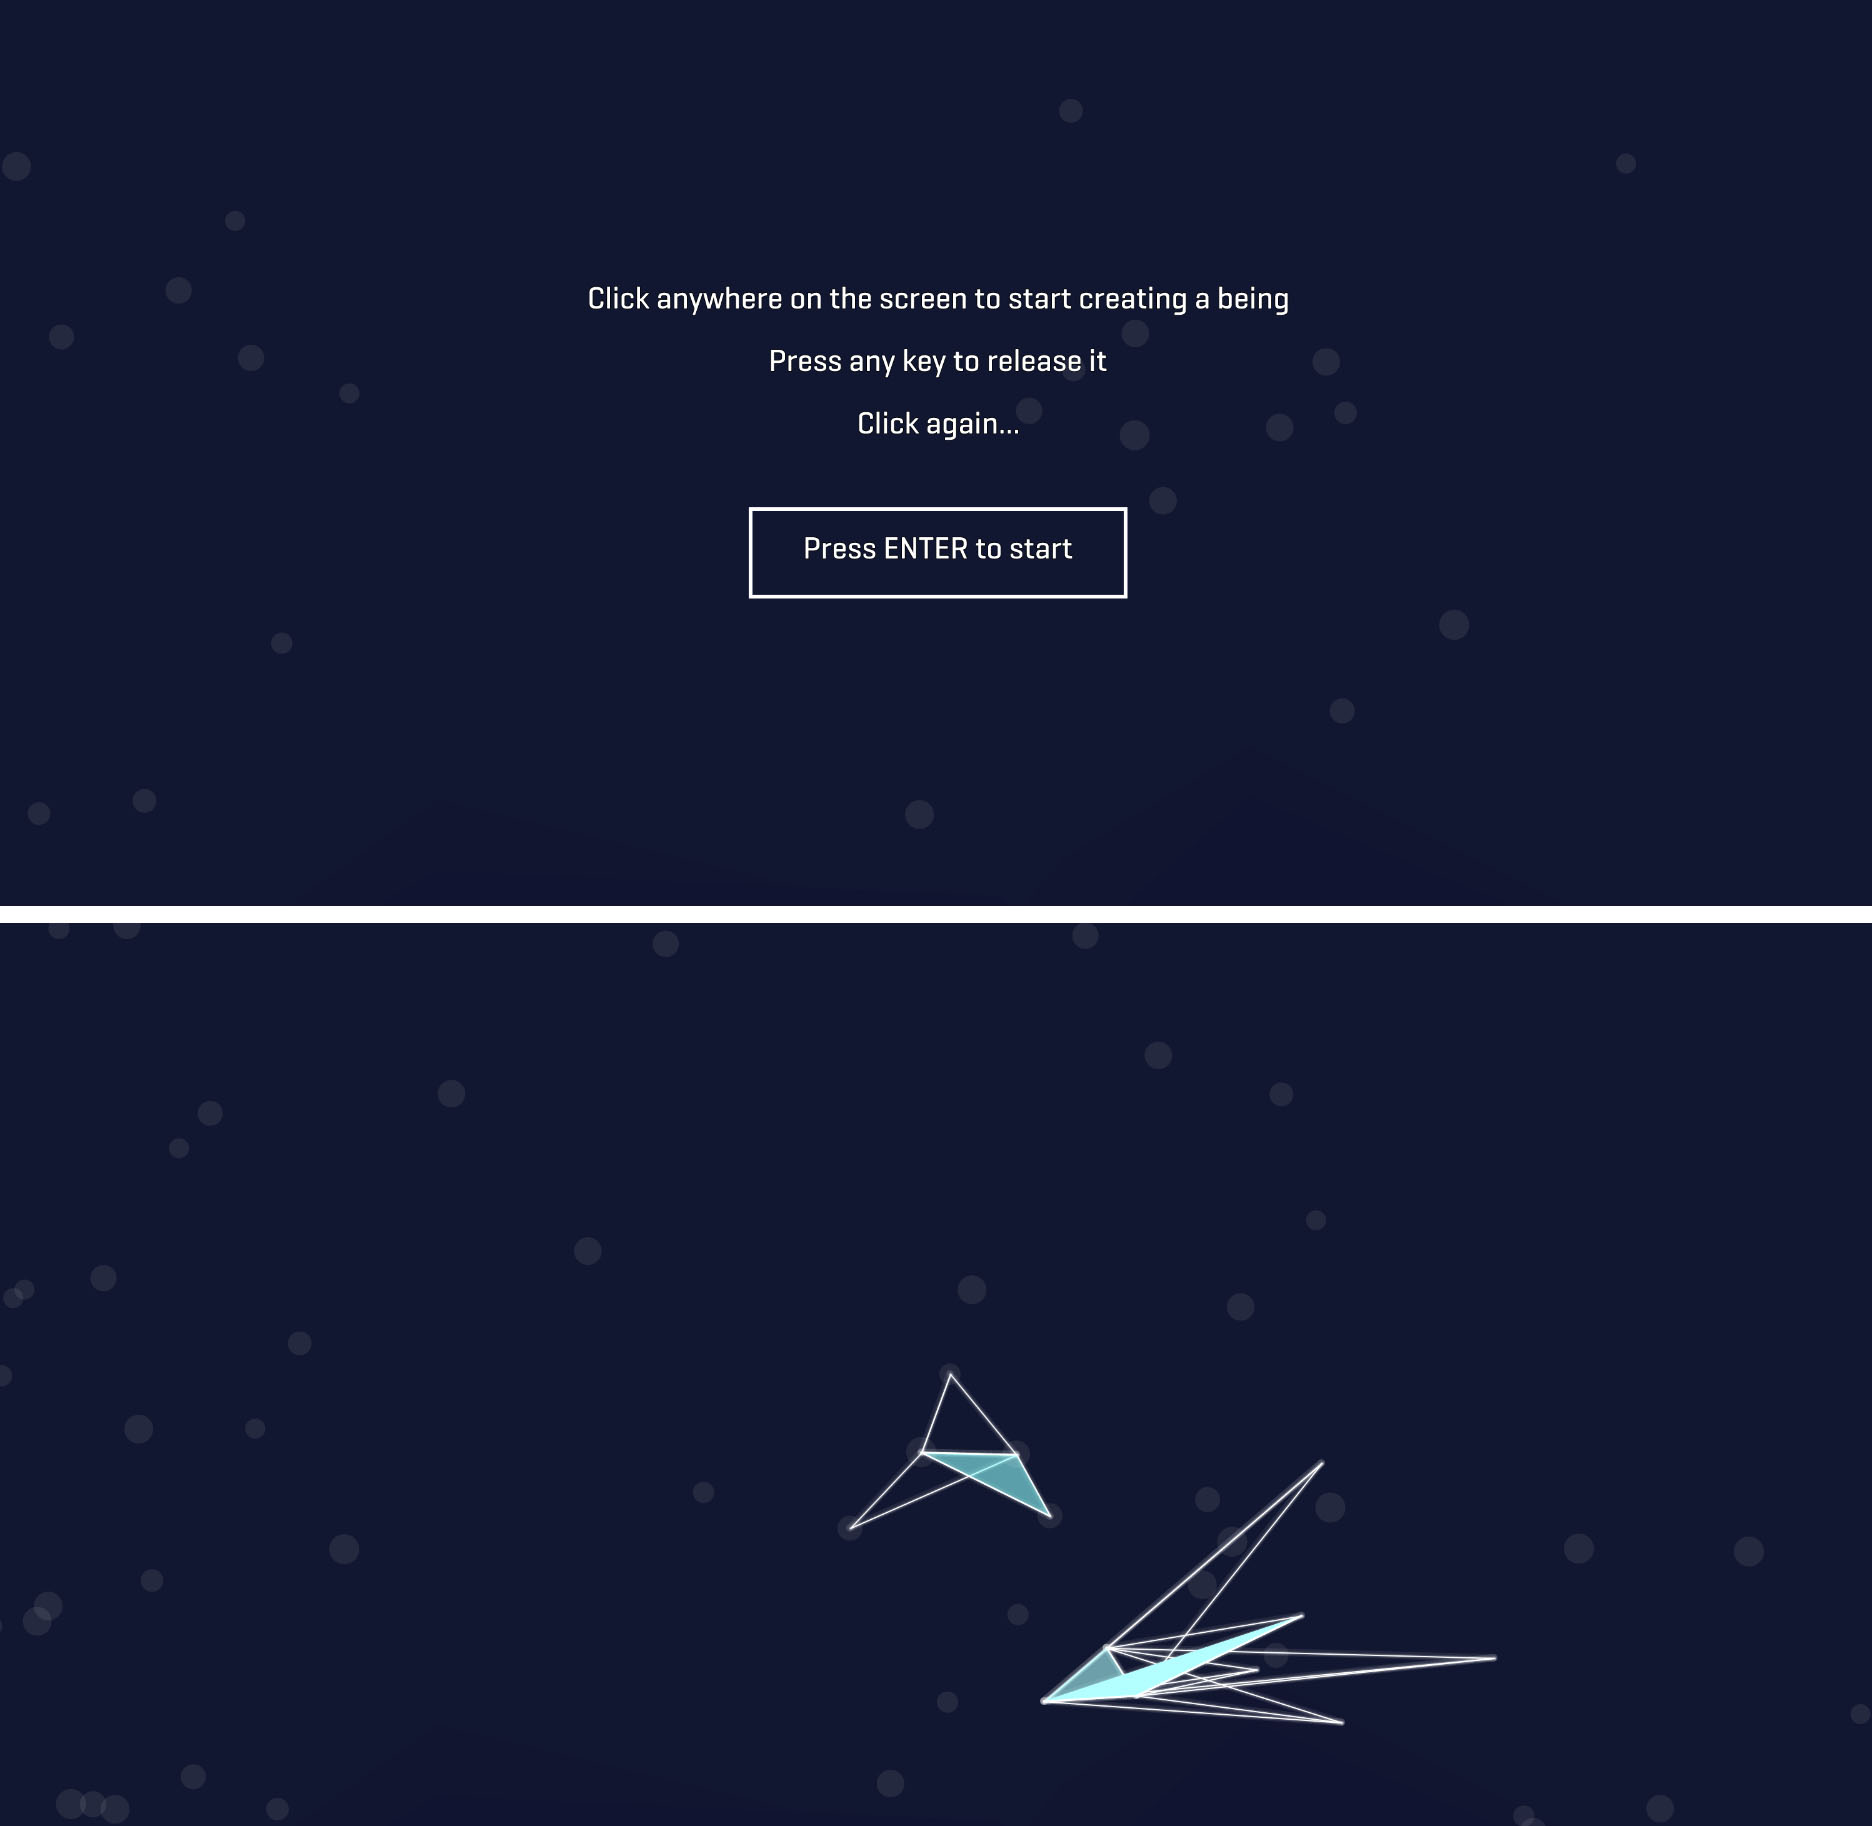 Click anywhere on the screen to start creating a being
Press any key to release it
Click again...
Press ENTER to start